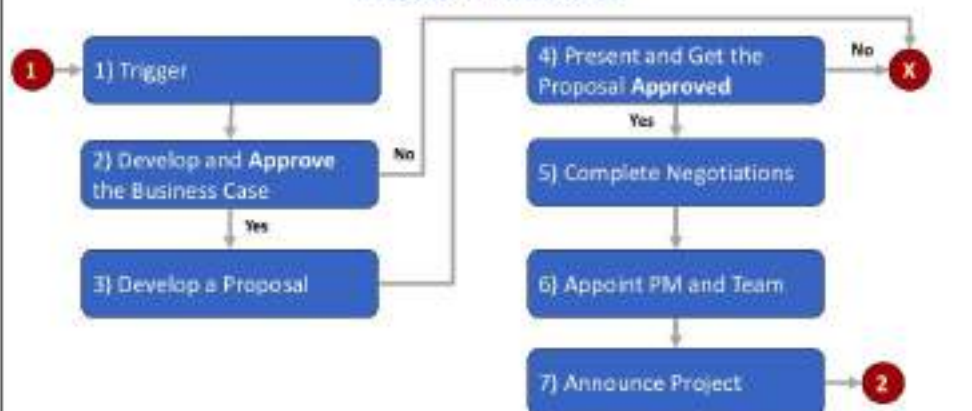 1
1) Trigger
2) Develop and Approve
the Business Case
No
Yes
3) Develop a Proposal
4) Present and Get the
Proposal Approved
No
X
Yes
5) Complete Negotiations
6) Appoint PM and Team
7) Announce Project
2